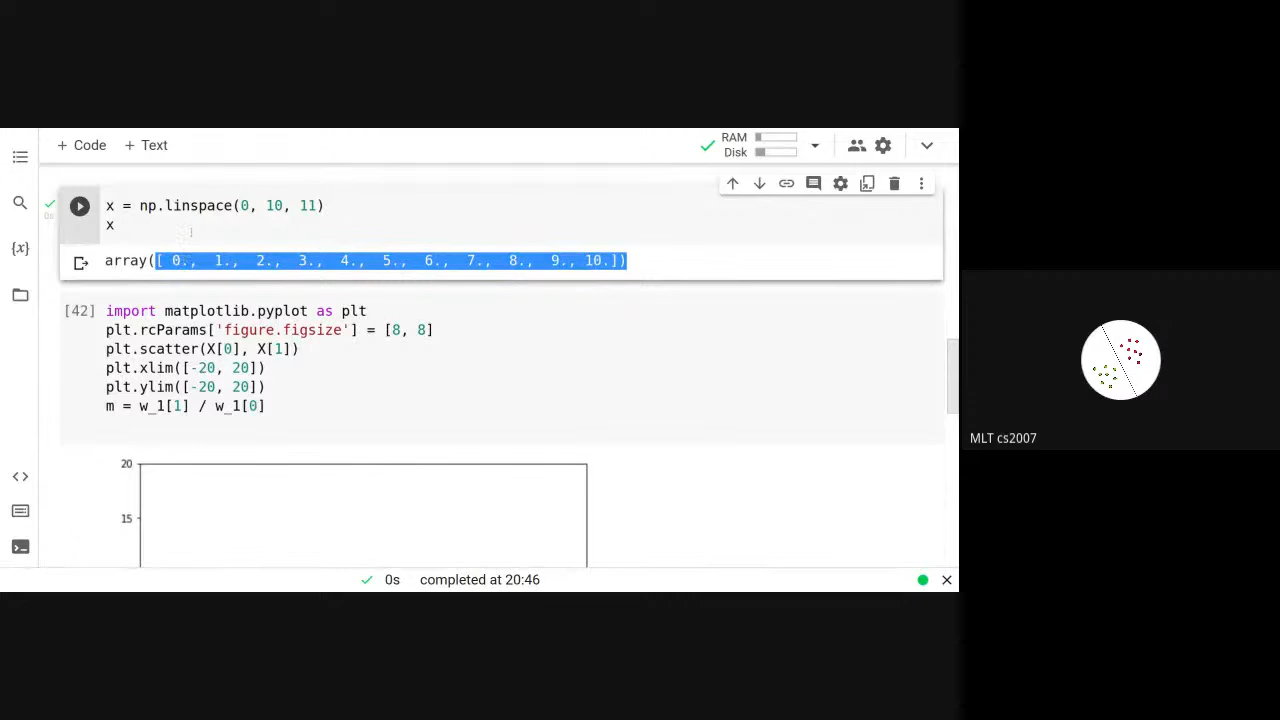 + Code + Text
RAM
Disk
x = np.linspace(0, 10, 11)
x
0s
array([ 0., 1., 2., 3., 4., 5., 6., 7., 8., 9., 10.])
{x}
[42] import matplotlib.pyplot as plt
plt.rcParams['figure.figsize'] = [8, 8]
plt.scatter(X[0], X[1])
plt.xlim([-20, 20])
plt.ylim([-20, 20])
m = w_1[1] / w_1[0]
MLT cs2007
20
15
0s completed at 20:46